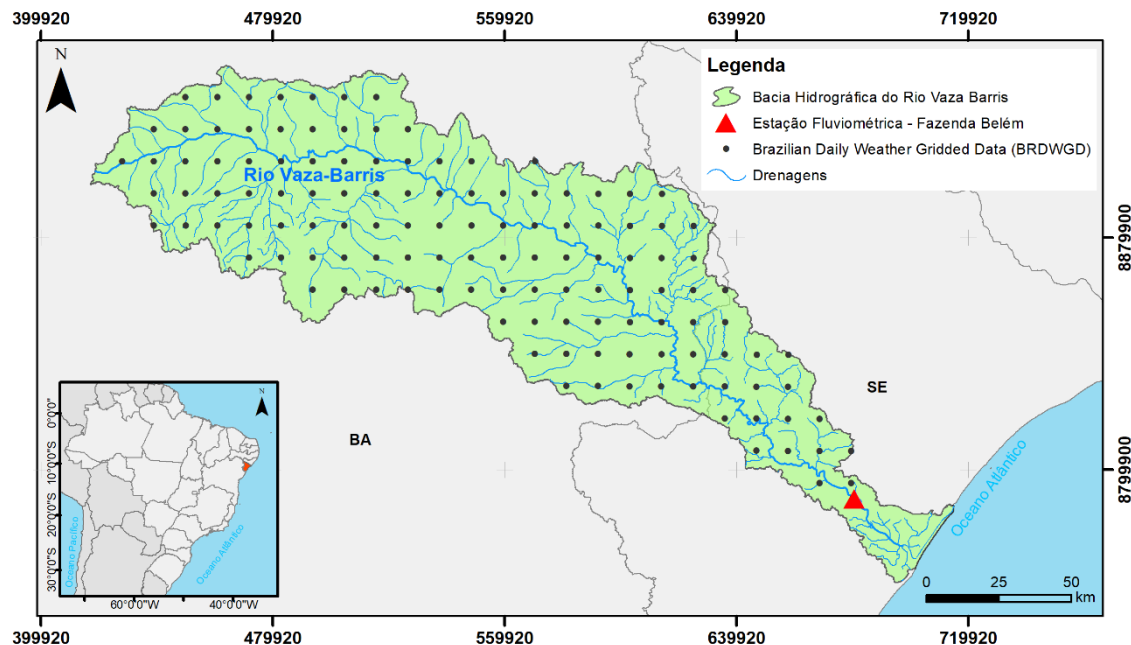 399920 479920 559920 639920 719920
N
Legenda
Bacia Hidrográfica do Rio Vaza Barris
Estação Fluviométrica - Fazenda Belém
Brazilian Daily Weather Gridded Data (BRDWGD)
Drenagens
Rio Vaza-Barris
8879900
SE
BA
8799900
Oceano Atlântico
0 25 50
km
N
0°0'0"
10°0'0"S
20°0'0"S
30°0'0"S
Oceano Pacífico
Oceano Atlântico
60°0'0"W 40°0'0"W
399920 479920 559920 639920 719920